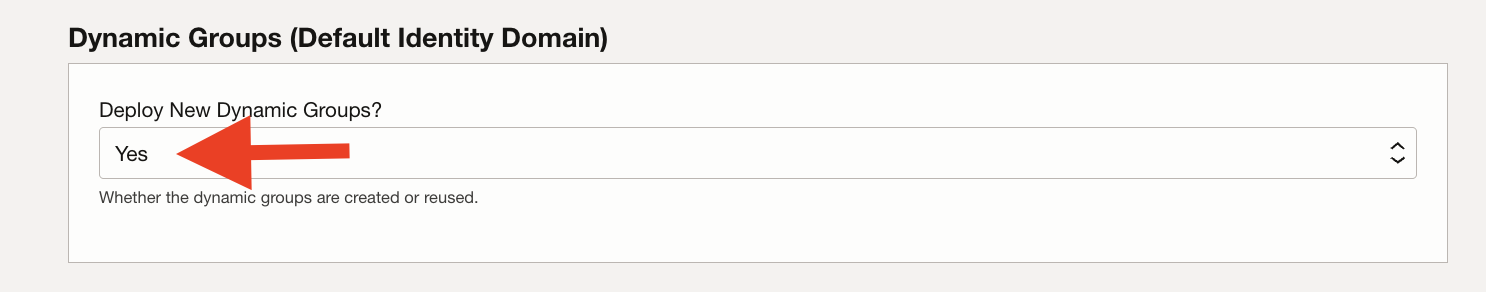 Dynamic Groups (Default Identity Domain)
Deploy New Dynamic Groups?
Yes
Whether the dynamic groups are created or reused.